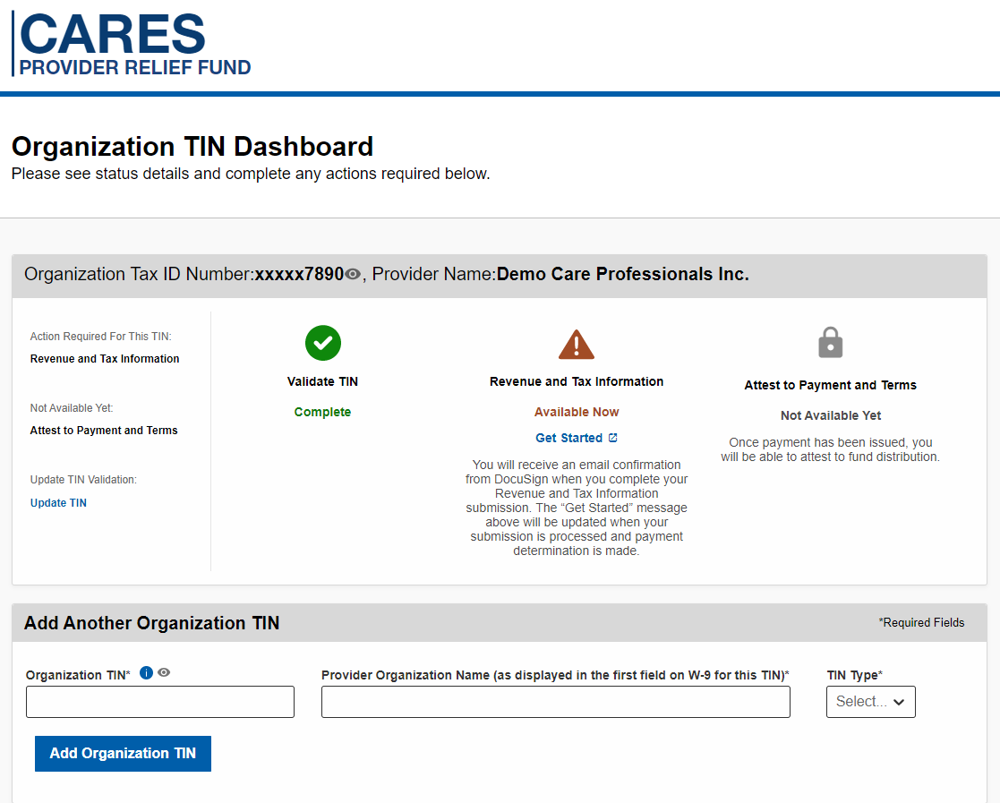 CARES
PROVIDER RELIEF FUND
Organization TIN Dashboard
Please see status details and complete any actions required below.
Organization Tax ID Number:xxxxx7890, Provider Name:Demo Care Professionals Inc.
Action Required For This TIN:
Revenue and Tax Information
Not Available Yet:
Attest to Payment and Terms
Update TIN Validation:
Update TIN
Validate TIN
Complete
Revenue and Tax Information
Available Now
Get Started
You will receive an email confirmation
from DocuSign when you complete your
Revenue and Tax Information
submission. The “Get Started” message
above will be updated when your
submission is processed and payment
determination is made.
Attest to Payment and Terms
Not Available Yet
Once payment has been issued, you
will be able to attest to fund distribution.
Add Another Organization TIN
*Required Fields
Organization TIN*
Provider Organization Name (as displayed in the first field on W-9 for this TIN)*
TIN Type*
Select...
Add Organization TIN